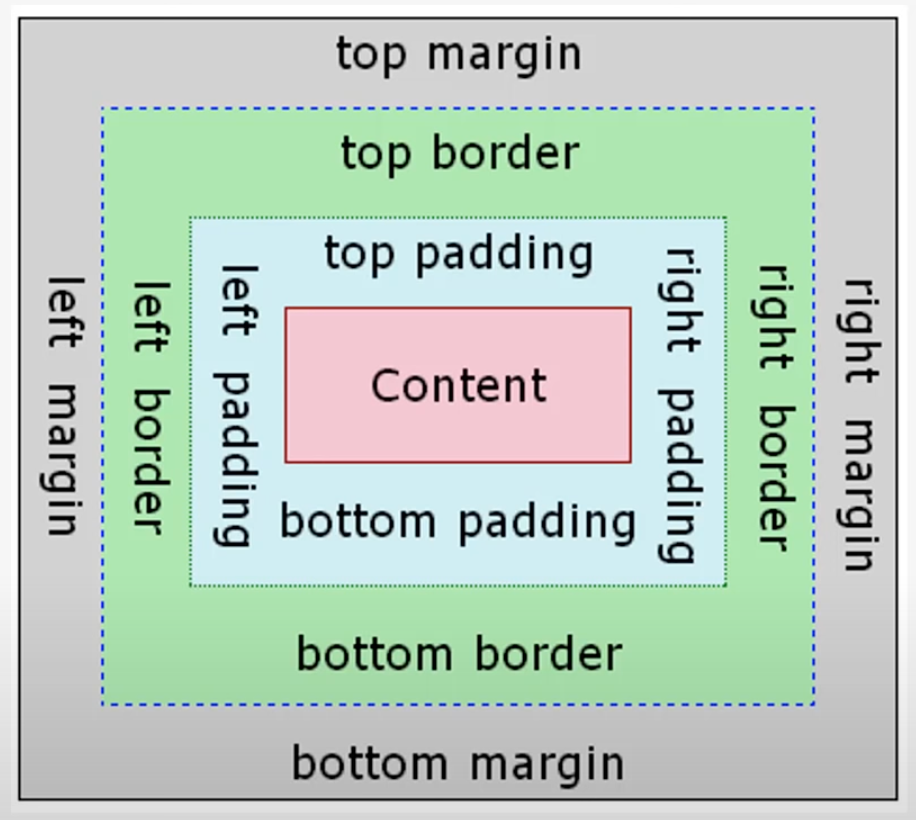 top margin
top border
top padding
left margin
left border
left padding
Content
right padding
right border
right margin
bottom padding
bottom border
bottom margin